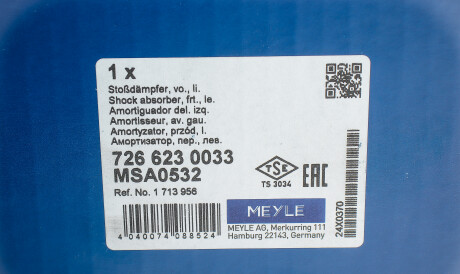 1 x
Stoßdämpfer, vo., li.
Shock absorber, frt., le.
Amortiguador del. izq.
Amortisseur, av. gau.
Amortyzator, przód, l.
Амортизатор, пер., лев.
726 623 0033
MSA0532
Ref. No. 1 713 956
TSE
TS 3034
EAC
MEYLE
MEYLE AG, Merkurring 111
Hamburg 22143, Germany
4 040074 088524
24X0370